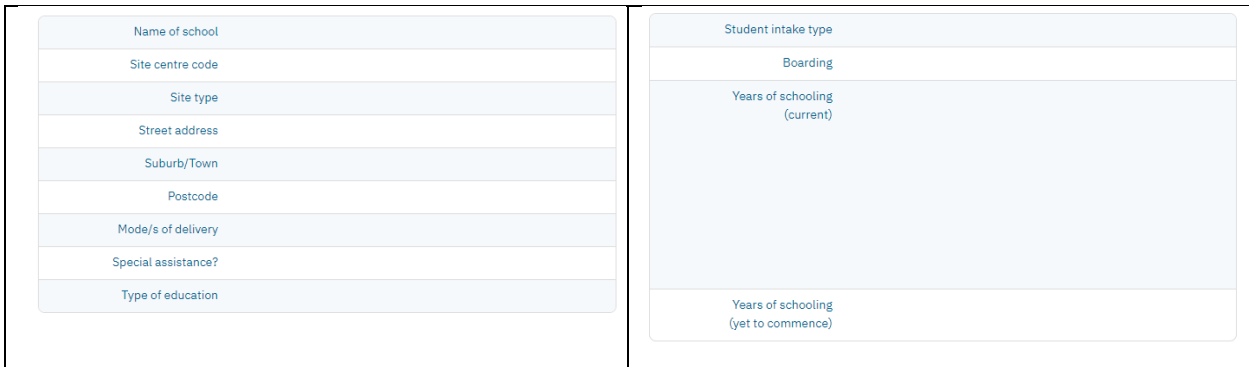 Name of school
Site centre code
Site type
Street address
Suburb/Town
Postcode
Mode/s of delivery
Special assistance?
Type of education
Student intake type
Boarding
Years of schooling
(current)
Years of schooling
(yet to commence)